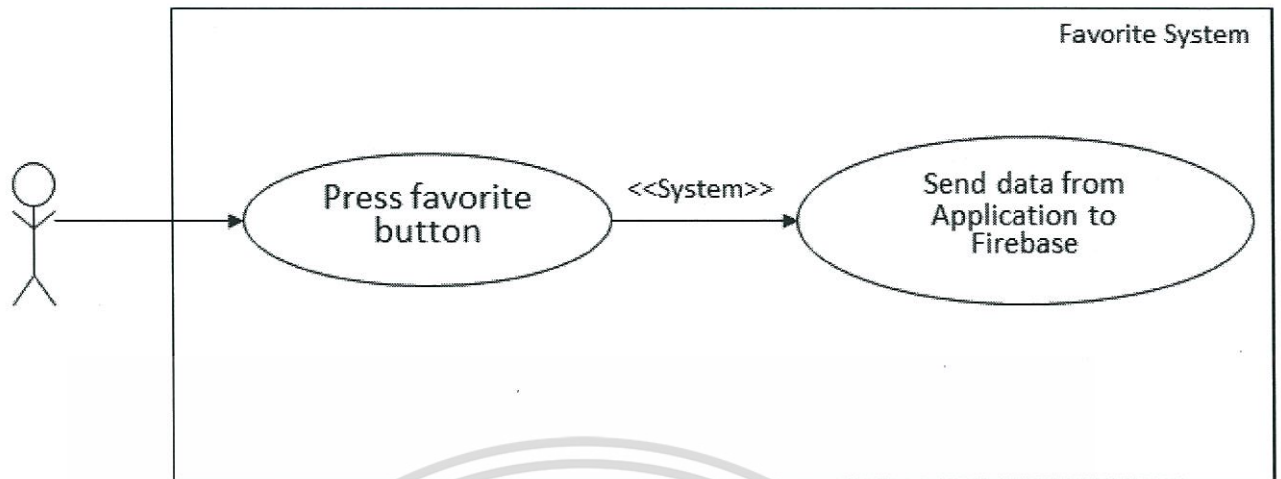 Favorite System
Press favorite
button
<<System>>
Send data from
Application to
Firebase